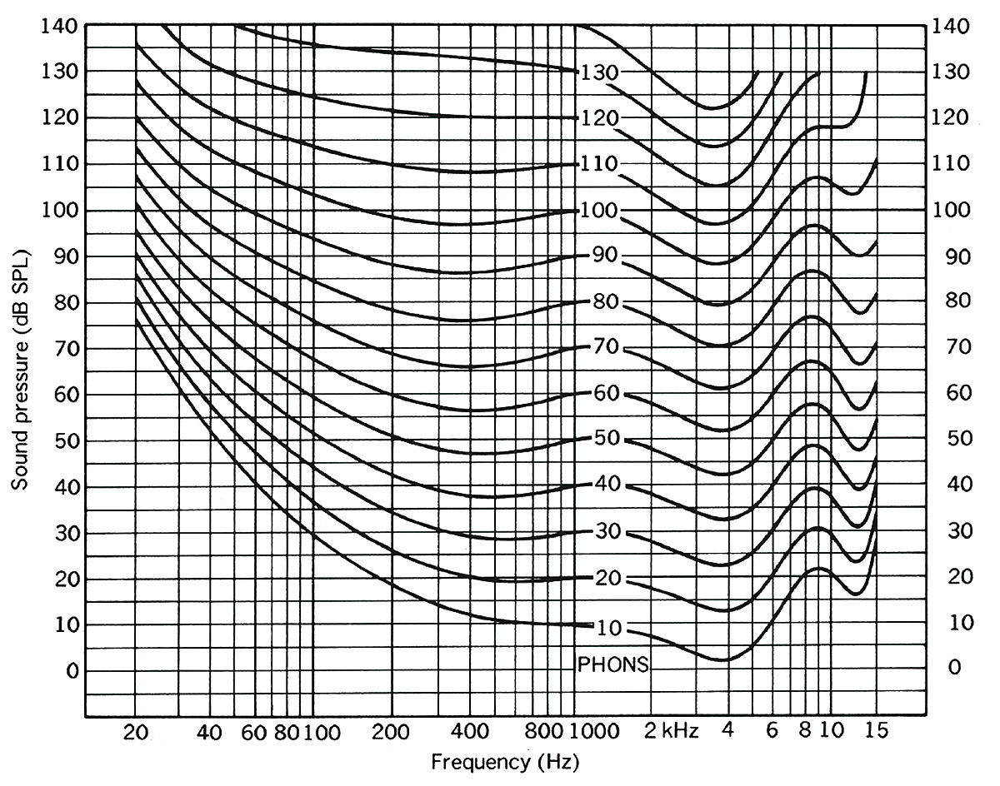 140 140
130 130 130
120 120 120
110 110 110
100 100 100
90 90 90
80 80 80
70 70 70
60 60 60
50 50 50
40 40 40
30 30 30
20 20 20
10 10 10
0 PHONS 0
Sound pressure (dB SPL)
20 40 60 80 100 200 400 800 1000 2 kHz 4 6 8 10 15
Frequency (Hz)